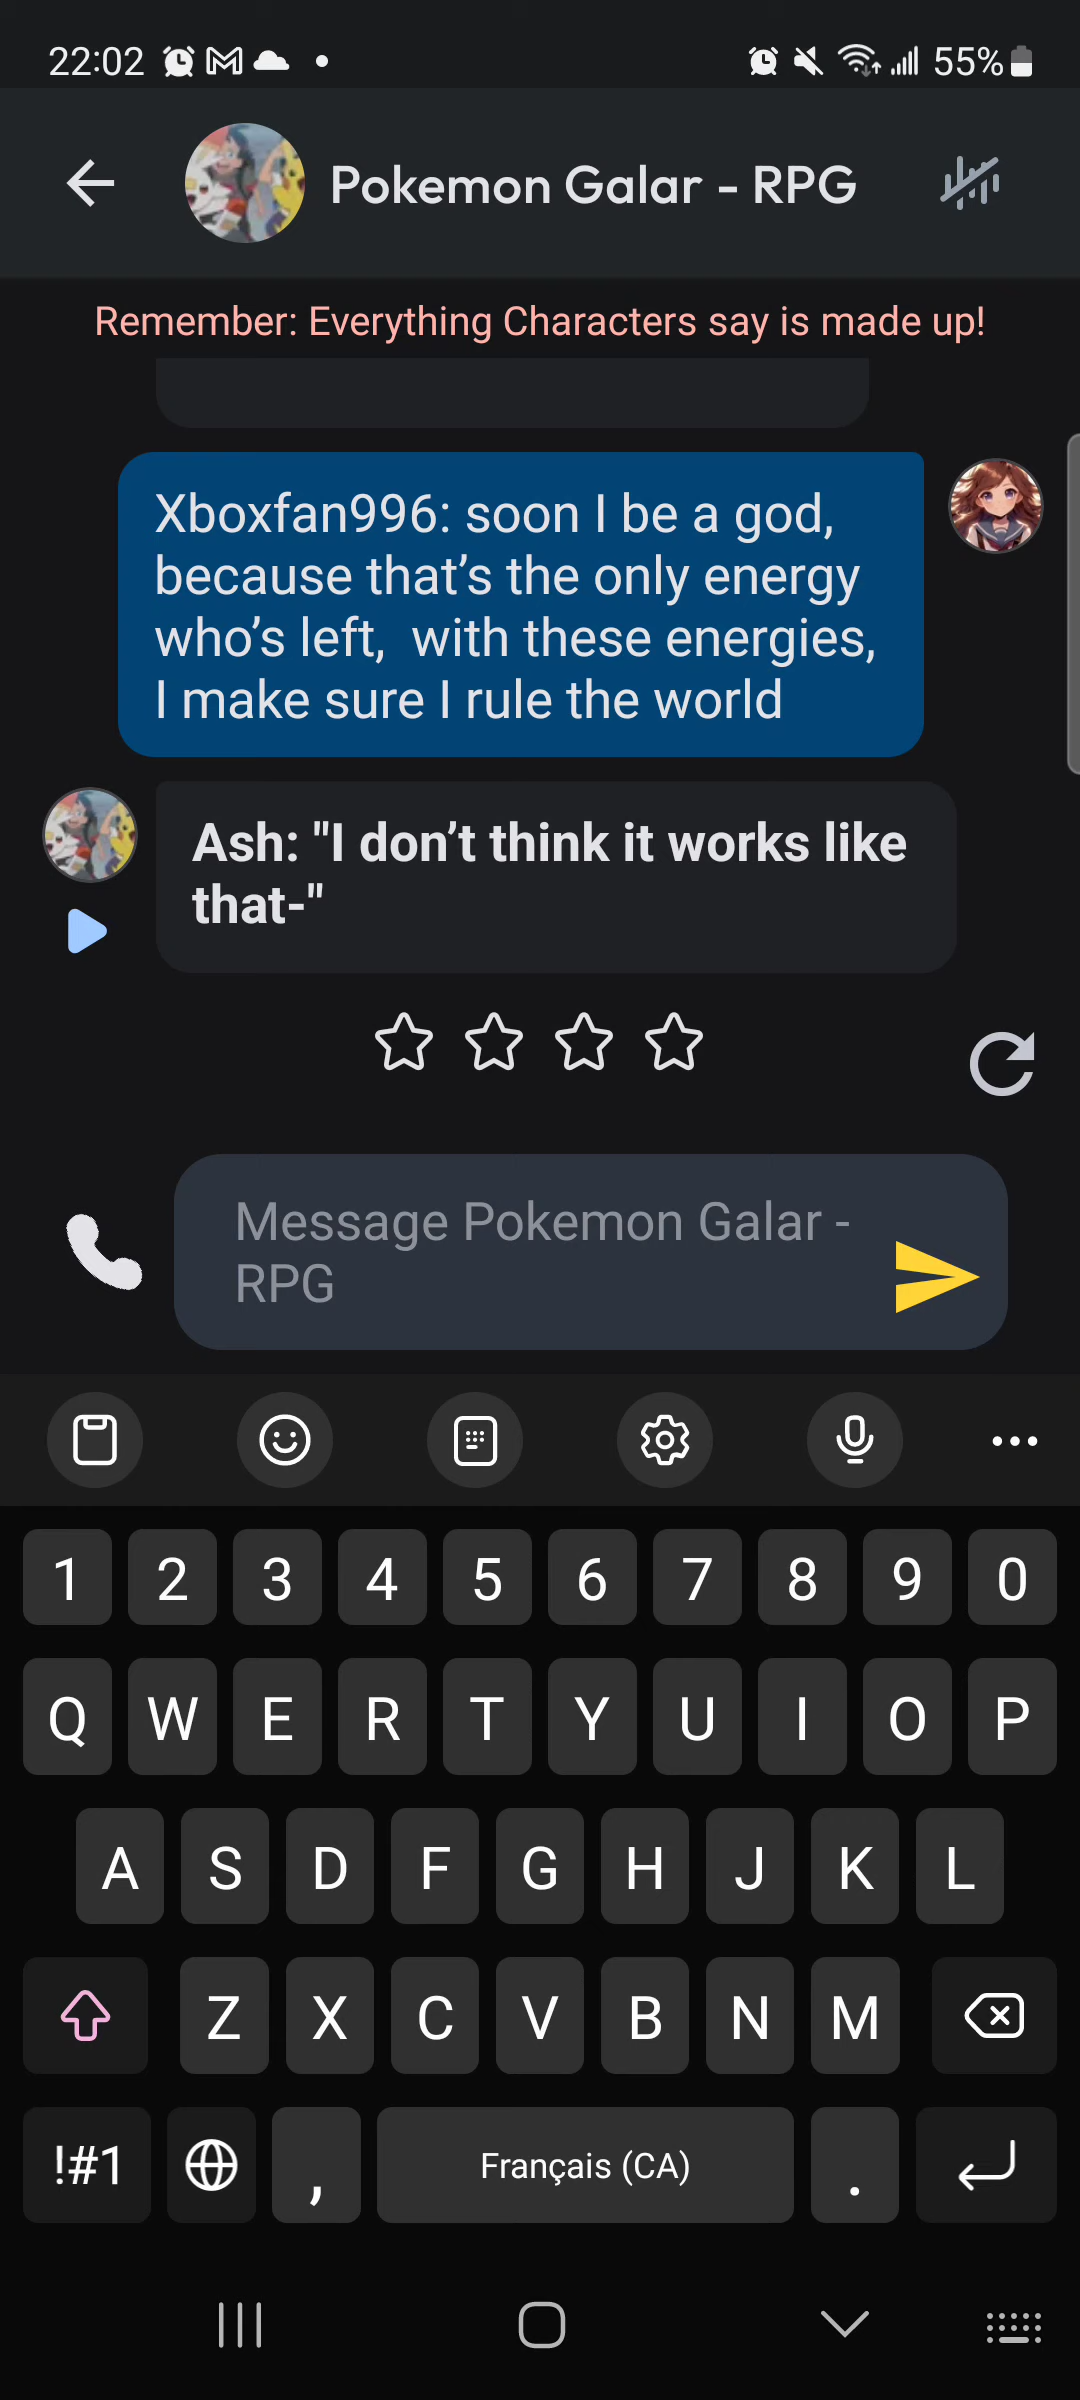 22:02
55%
Pokemon Galar - RPG
Remember: Everything Characters say is made up!
Xboxfan996: soon I be a god,
because that’s the only energy
who’s left,  with these energies,
I make sure I rule the world
Ash: "I don’t think it works like
that-"
Message Pokemon Galar -
RPG
1 2 3 4 5 6 7 8 9 0
Q W E R T Y U I O P
A S D F G H J K L
Z X C V B N M
!#1 , Français (CA) .